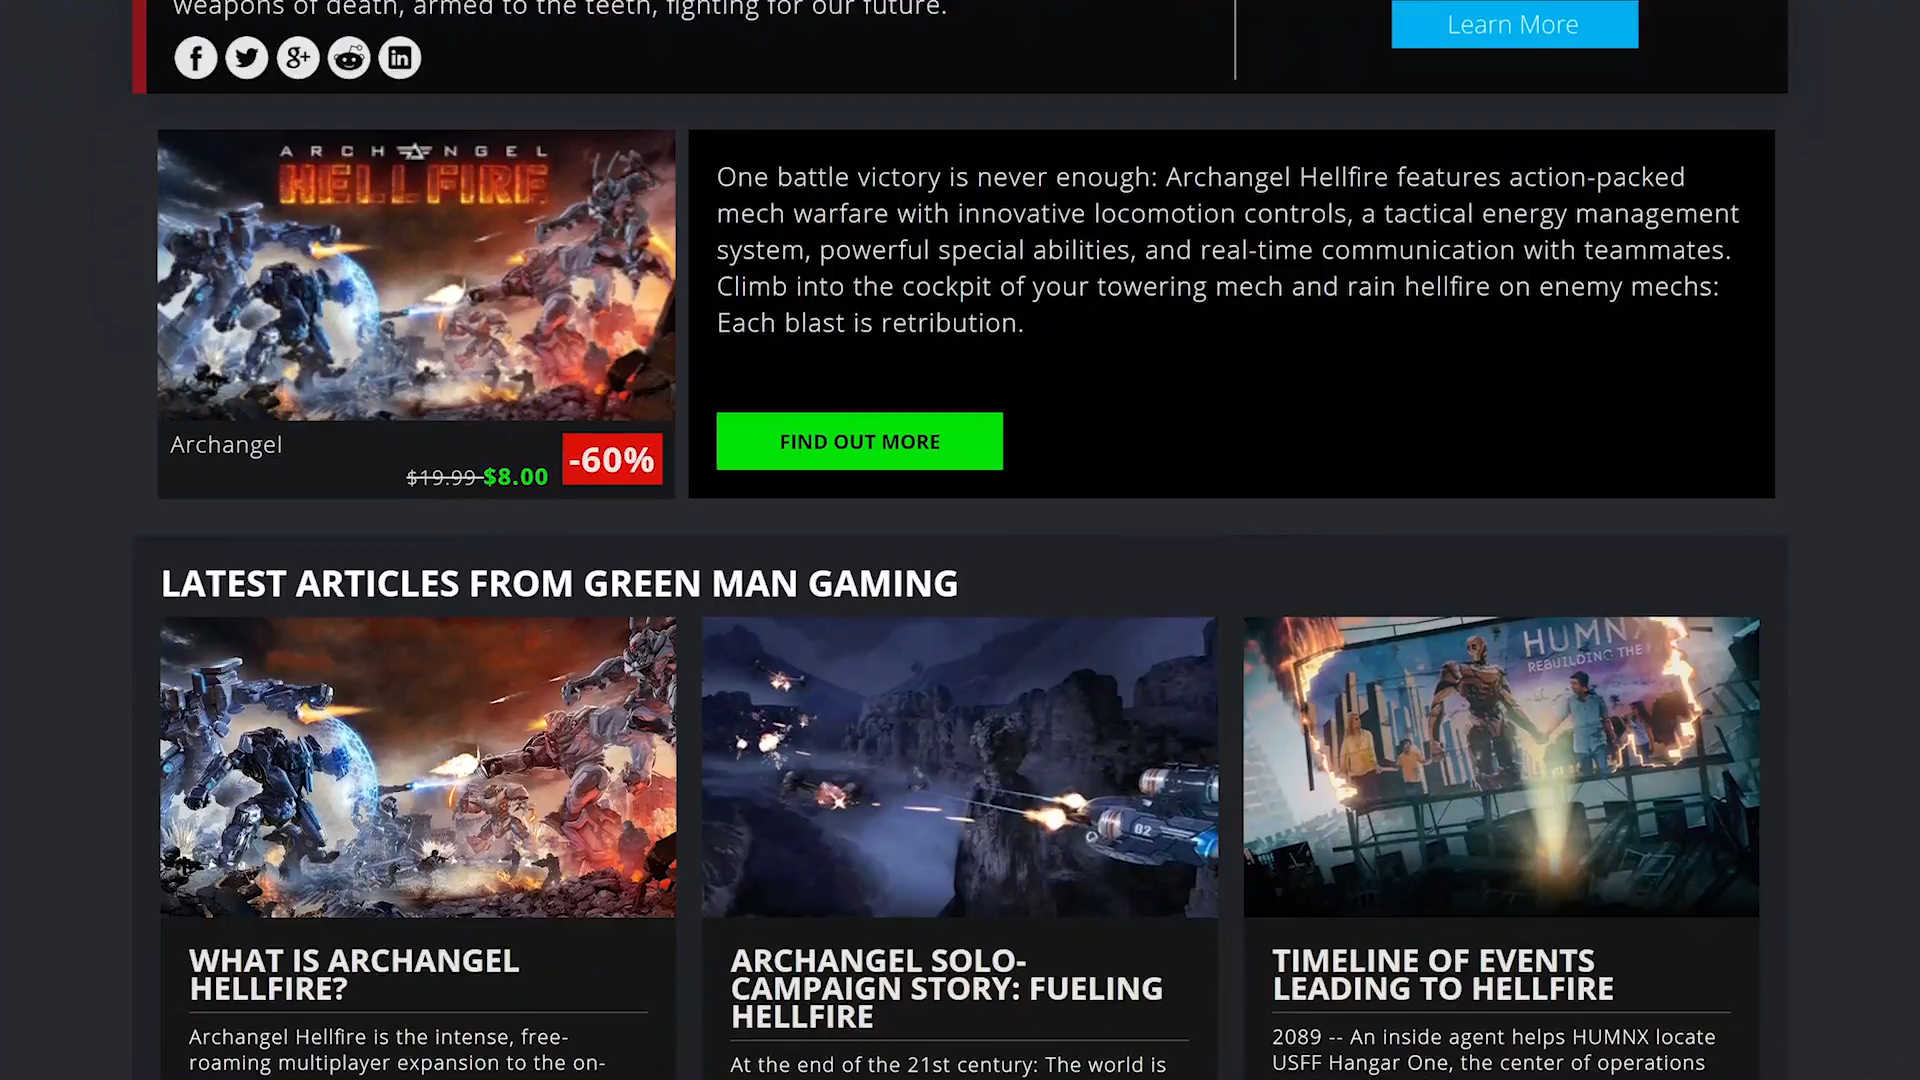 weapons of death, armed to the teeth, fighting for our future.
Learn More
ARCHANGEL
HELLFIRE
Archangel
$19.99 $8.00
-60%
One battle victory is never enough: Archangel Hellfire features action-packed
mech warfare with innovative locomotion controls, a tactical energy management
system, powerful special abilities, and real-time communication with teammates.
Climb into the cockpit of your towering mech and rain hellfire on enemy mechs:
Each blast is retribution.
FIND OUT MORE
LATEST ARTICLES FROM GREEN MAN GAMING
02
HUMNX
REBUILDING THE
WHAT IS ARCHANGEL
HELLFIRE?
Archangel Hellfire is the intense, free-
roaming multiplayer expansion to the on-
ARCHANGEL SOLO-
CAMPAIGN STORY: FUELING
HELLFIRE
At the end of the 21st century: The world is
TIMELINE OF EVENTS
LEADING TO HELLFIRE
2089 -- An inside agent helps HUMNX locate
USFF Hangar One, the center of operations